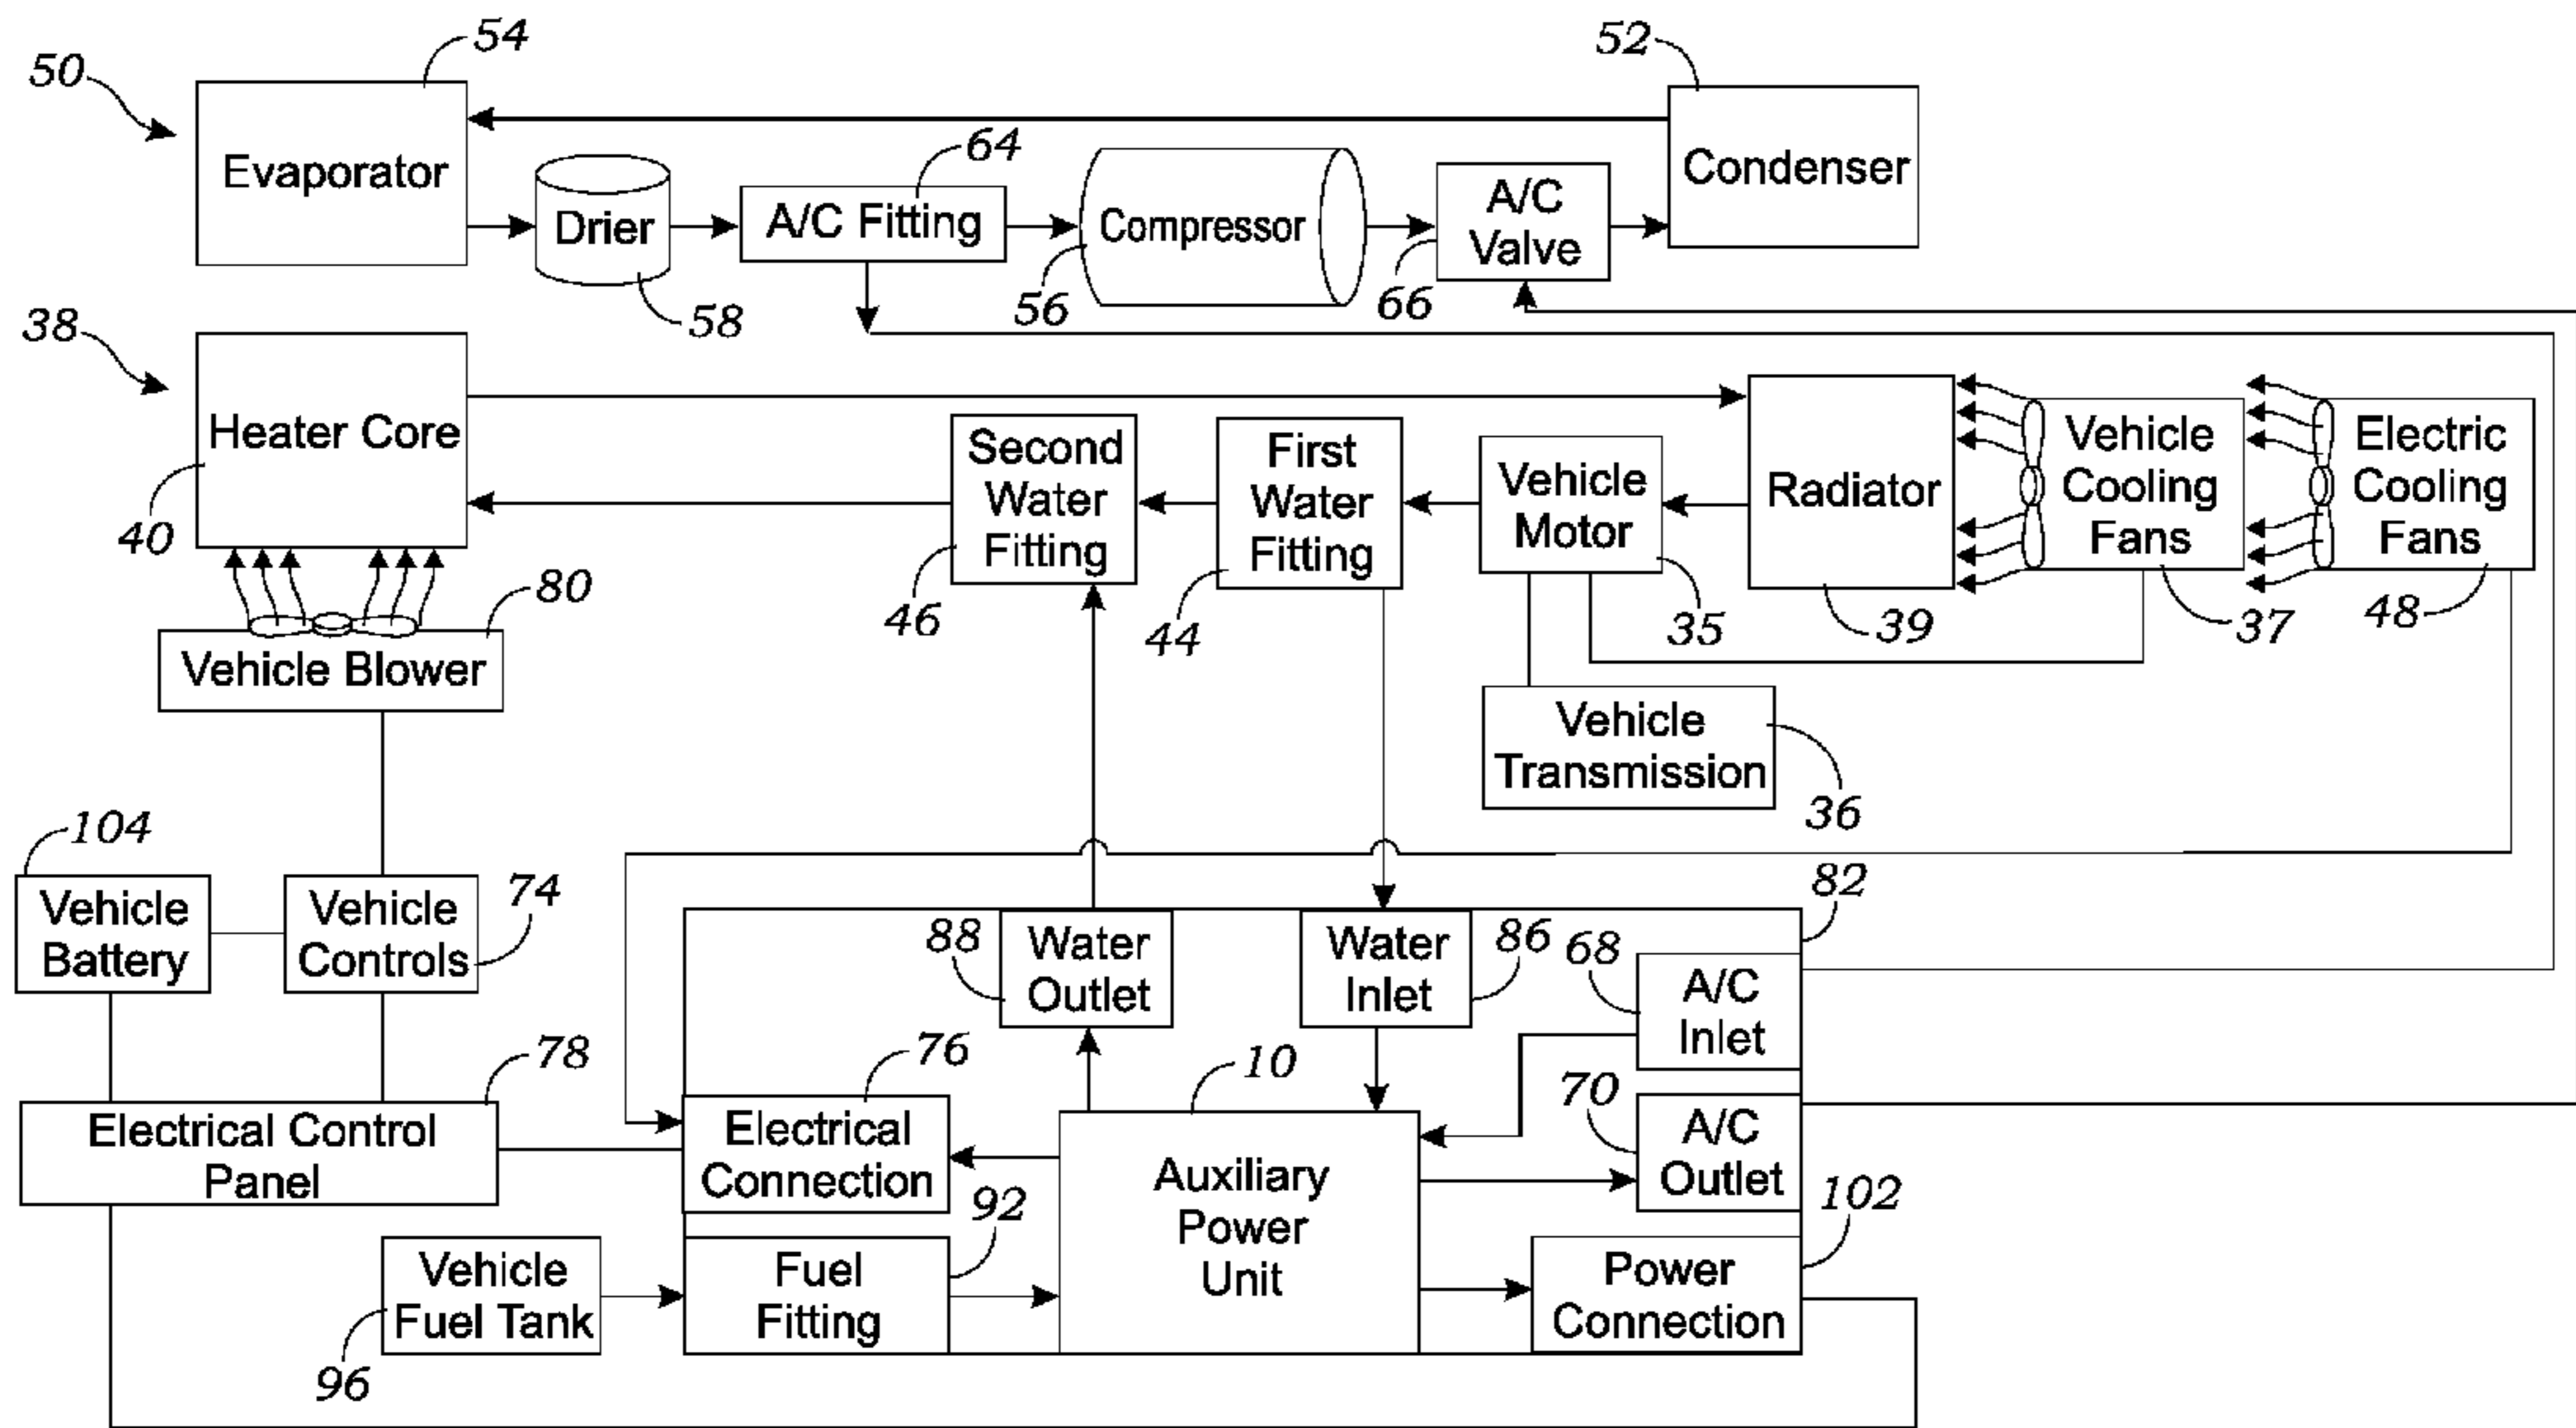 54
52
50
64
Evaporator
Drier
A/C Fitting
Compressor
A/C
Valve
Condenser
56
66
58
38
Heater Core
Second
Water
Fitting
First
Water
Fitting
Vehicle
Motor
Radiator
Vehicle
Cooling
Fans
Electric
Cooling
Fans
40
80
46
44
35
39
37
48
Vehicle Blower
Vehicle
Transmission
36
104
74
82
Vehicle
Battery
Vehicle
Controls
88
Water
Outlet
Water
Inlet
86
68
A/C
Inlet
78
76
10
70
Electrical Control
Panel
Electrical
Connection
Auxiliary
Power
Unit
A/C
Outlet
92
102
Vehicle
Fuel Tank
Fuel
Fitting
Power
Connection
96